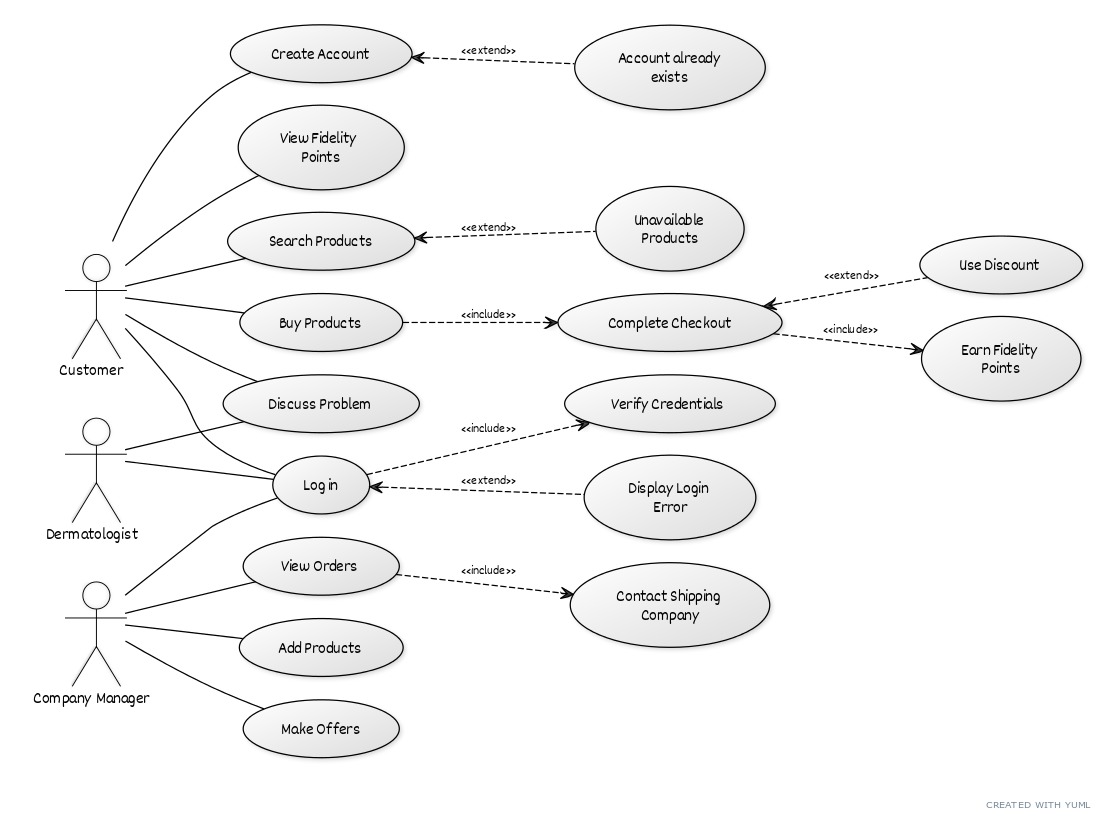 Create Account
<<extend>>
Account already
exists
View Fidelity
Points
Search Products
<<extend>>
Unavailable
Products
Buy Products
<<include>>
Complete Checkout
<<extend>>
Use Discount
<<include>>
Earn Fidelity
Points
Customer
Discuss Problem
Verify Credentials
<<include>>
Log in
<<extend>>
Display Login
Error
Dermatologist
View Orders
<<include>>
Contact Shipping
Company
Add Products
Company Manager
Make Offers
CREATED WITH YUML